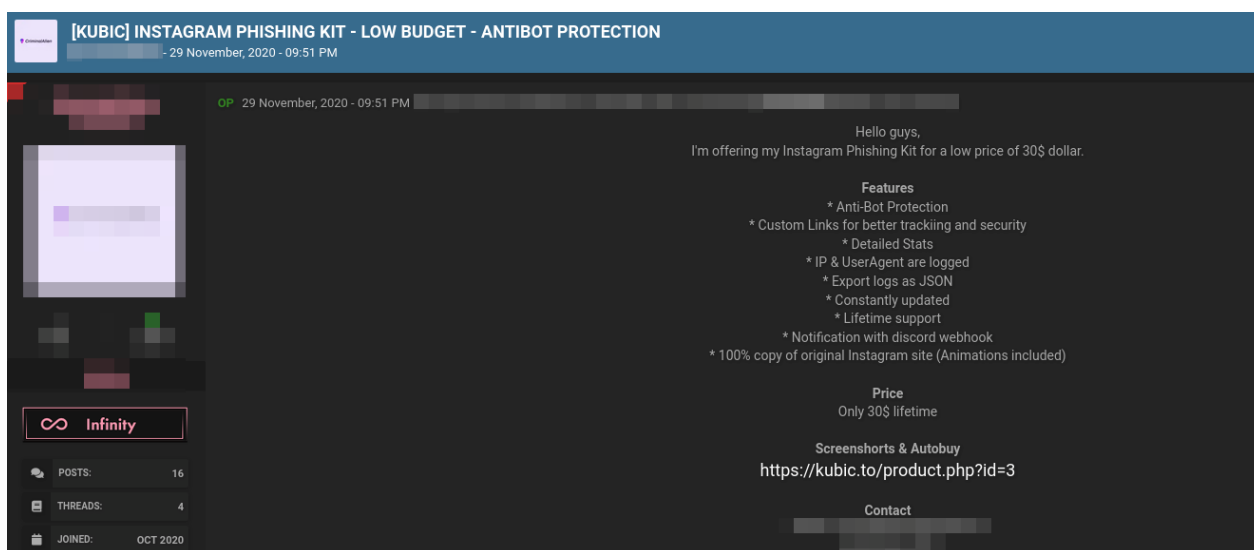 [KUBIC] INSTAGRAM PHISHING KIT - LOW BUDGET - ANTIBOT PROTECTION
- 29 November, 2020 - 09:51 PM
OP 29 November, 2020 - 09:51 PM
Hello guys,
I'm offering my Instagram Phishing Kit for a low price of 30$ dollar.
Features
* Anti-Bot Protection
* Custom Links for better trackiing and security
* Detailed Stats
* IP & UserAgent are logged
* Export logs as JSON
* Constantly updated
* Lifetime support
* Notification with discord webhook
* 100% copy of original Instagram site (Animations included)
Price
Only 30$ lifetime
Screenshorts & Autobuy
https://kubic.to/product.php?id=3
Contact
Infinity
POSTS: 16
THREADS: 4
JOINED: OCT 2020